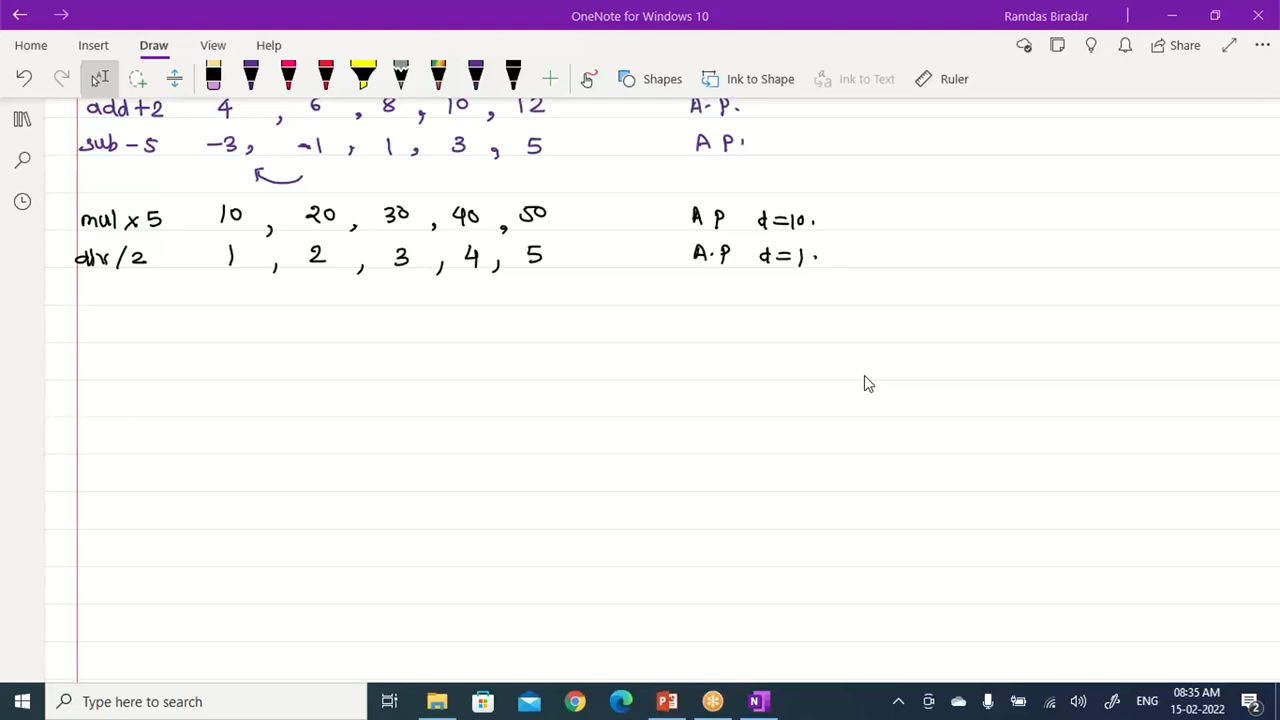 OneNote for Windows 10
Ramdas Biradar
Home Insert Draw View Help
Share
Shapes
Ink to Shape
Ink to Text
Ruler
add+2 4 , 6 , 8 , 10 , 12 A.P.
sub-5 -3, -1 , 1 , 3 , 5 A P.
mul x 5 10 , 20 , 30 , 40 , 50 A P d=10.
div/2 1 , 2 , 3 , 4 , 5 A.P d=1.
Type here to search
ENG
08:35 AM
15-02-2022
2